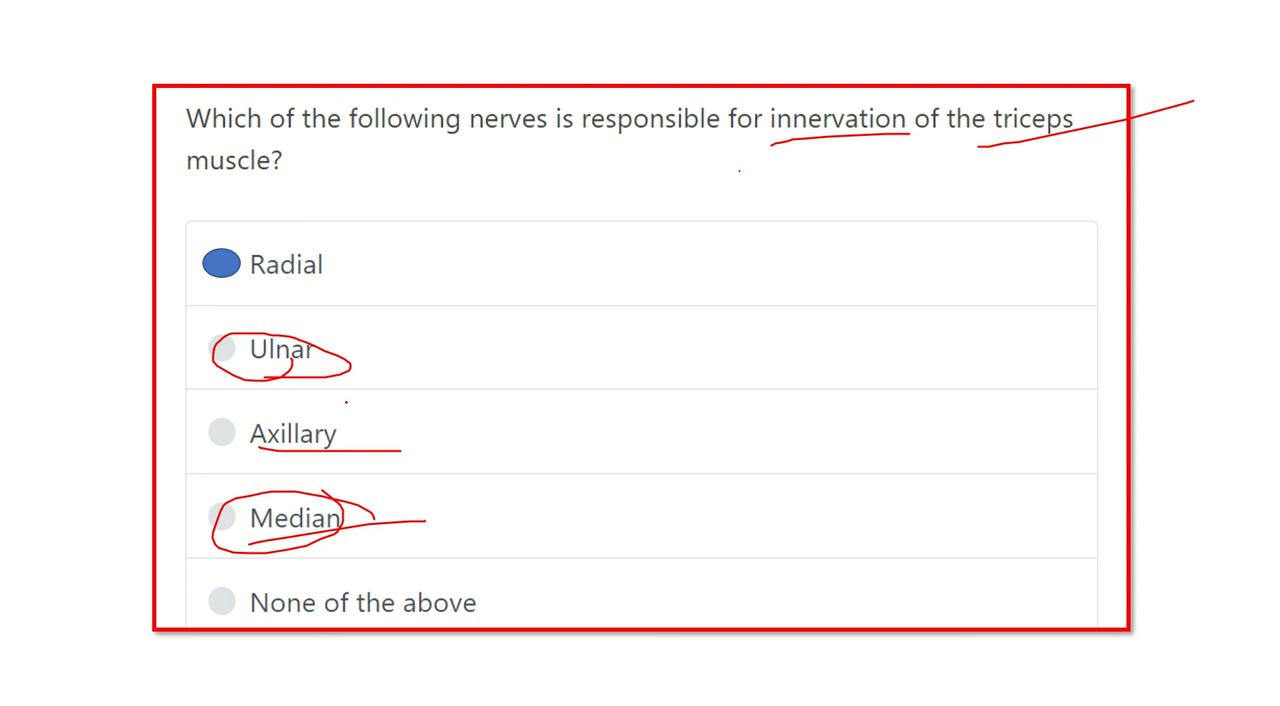 Which of the following nerves is responsible for innervation of the triceps
muscle?
Radial
Ulnar
Axillary
Median
None of the above